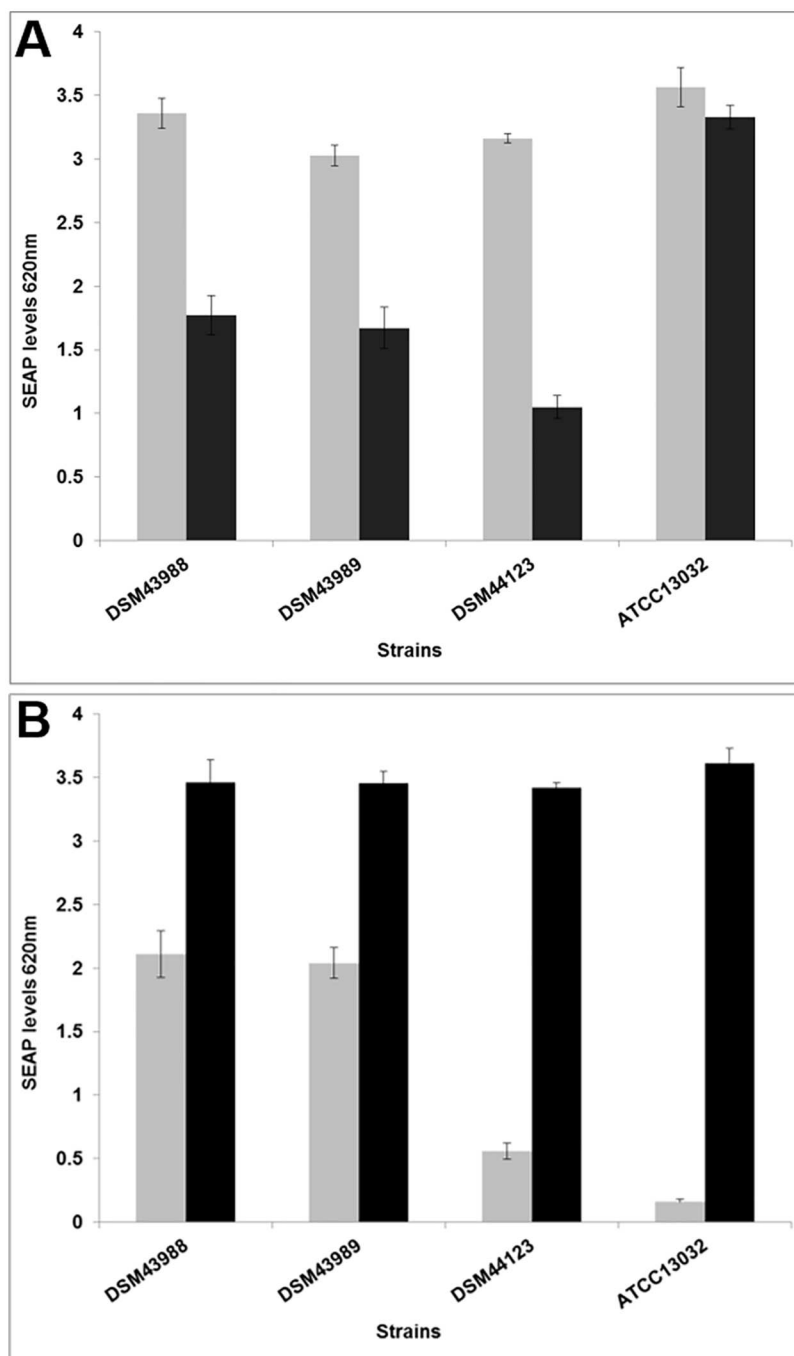 A
4
3.5
3
2.5
2
1.5
1
0.5
0
SEAP levels 620nm
DSM43988
DSM43989
DSM44123
ATCC13032
Strains
B
4
3.5
3
2.5
2
1.5
1
0.5
0
SEAP levels 620nm
DSM43988
DSM43989
DSM44123
ATCC13032
Strains